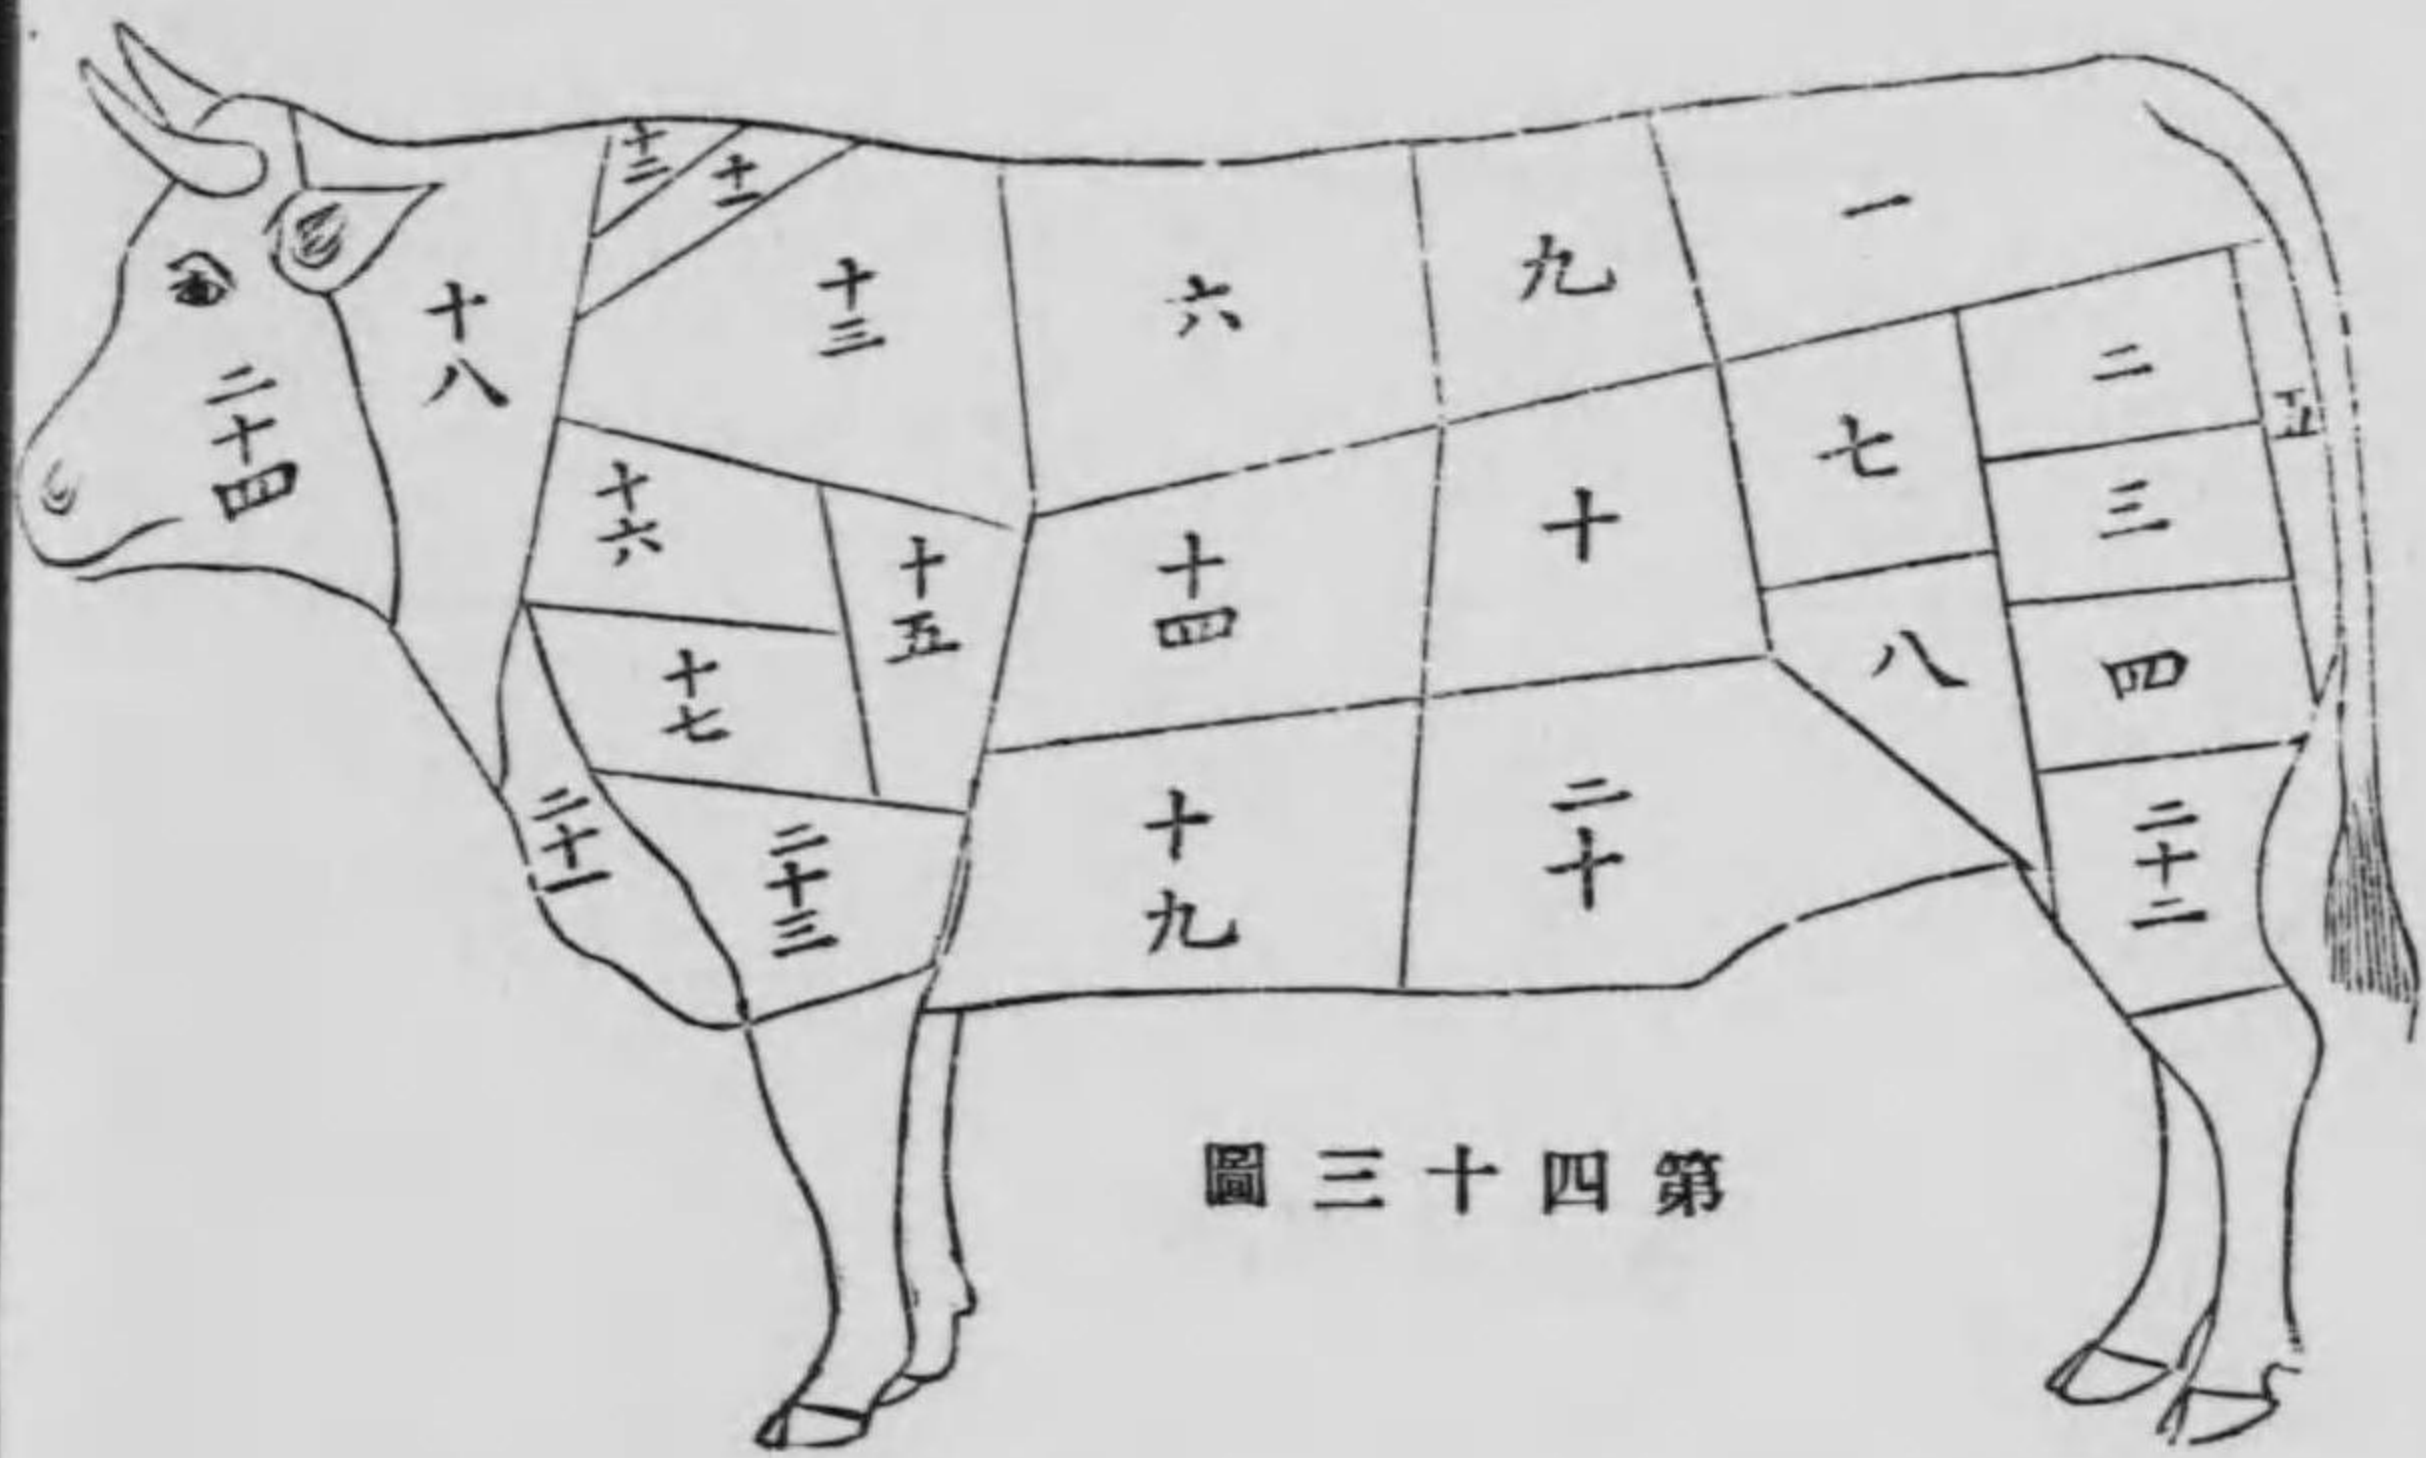 十二
十一
一
九
十三
六
十八
二
五
二十四
七
十六
三
十
十五
十四
八
四
十七
二十一
十九
二十
二十二
二十三
第四十三圖